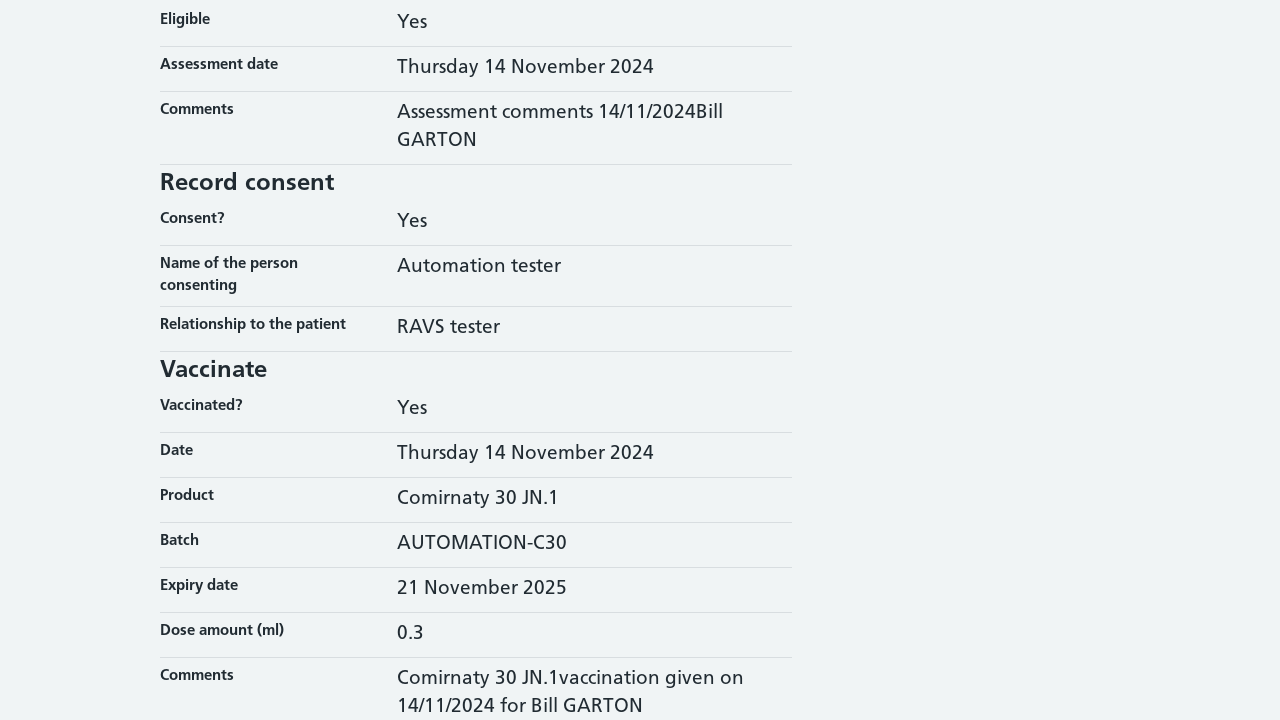 Eligible
Yes
Assessment date
Thursday 14 November 2024
Comments
Assessment comments 14/11/2024Bill
GARTON
Record consent
Consent?
Yes
Name of the person
consenting
Automation tester
Relationship to the patient
RAVS tester
Vaccinate
Vaccinated?
Yes
Date
Thursday 14 November 2024
Product
Comirnaty 30 JN.1
Batch
AUTOMATION-C30
Expiry date
21 November 2025
Dose amount (ml)
0.3
Comments
Comirnaty 30 JN.1vaccination given on
14/11/2024 for Bill GARTON